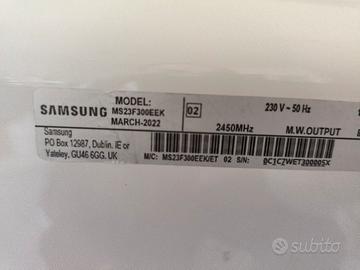 SAMSUNG
MODEL:
MS23F300EEK
MARCH-2022
02
230 V ~ 50 Hz
2450MHz
M.W.OUTPUT
Samsung
PO Box 12987, Dublin. IE or
Yateley, GU46 6GG. UK
M/C: MS23F300EEK/ET 02 S/N:
0C1CZWET300005X
subito